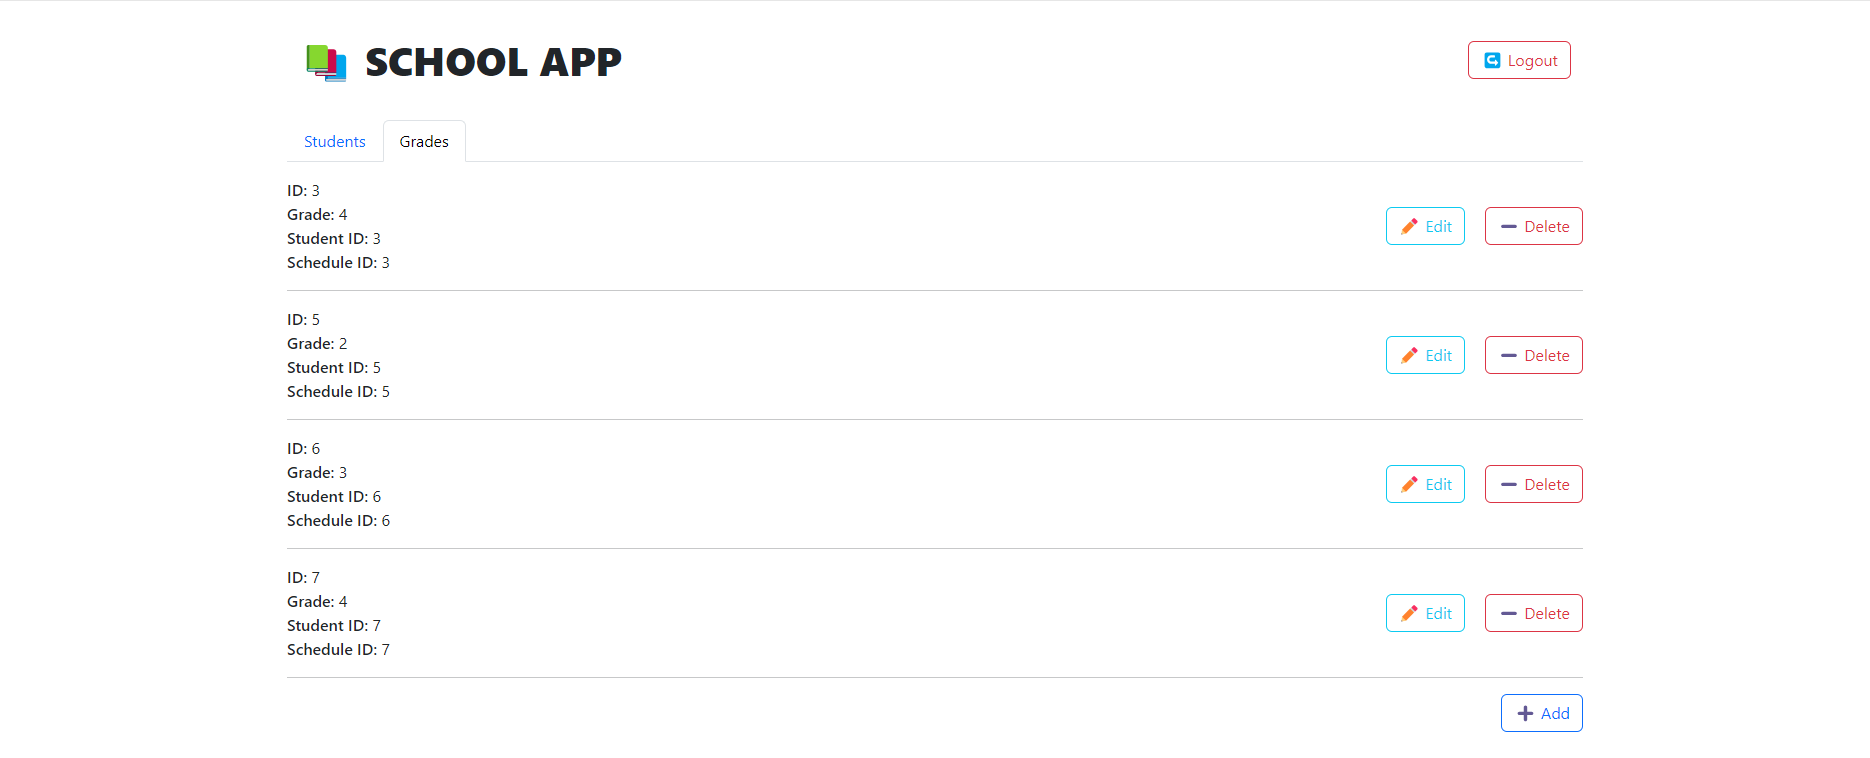 SCHOOL APP
Logout
Students
Grades
ID: 3
Grade: 4
Student ID: 3
Schedule ID: 3
Edit
Delete
ID: 5
Grade: 2
Student ID: 5
Schedule ID: 5
Edit
Delete
ID: 6
Grade: 3
Student ID: 6
Schedule ID: 6
Edit
Delete
ID: 7
Grade: 4
Student ID: 7
Schedule ID: 7
Edit
Delete
Add